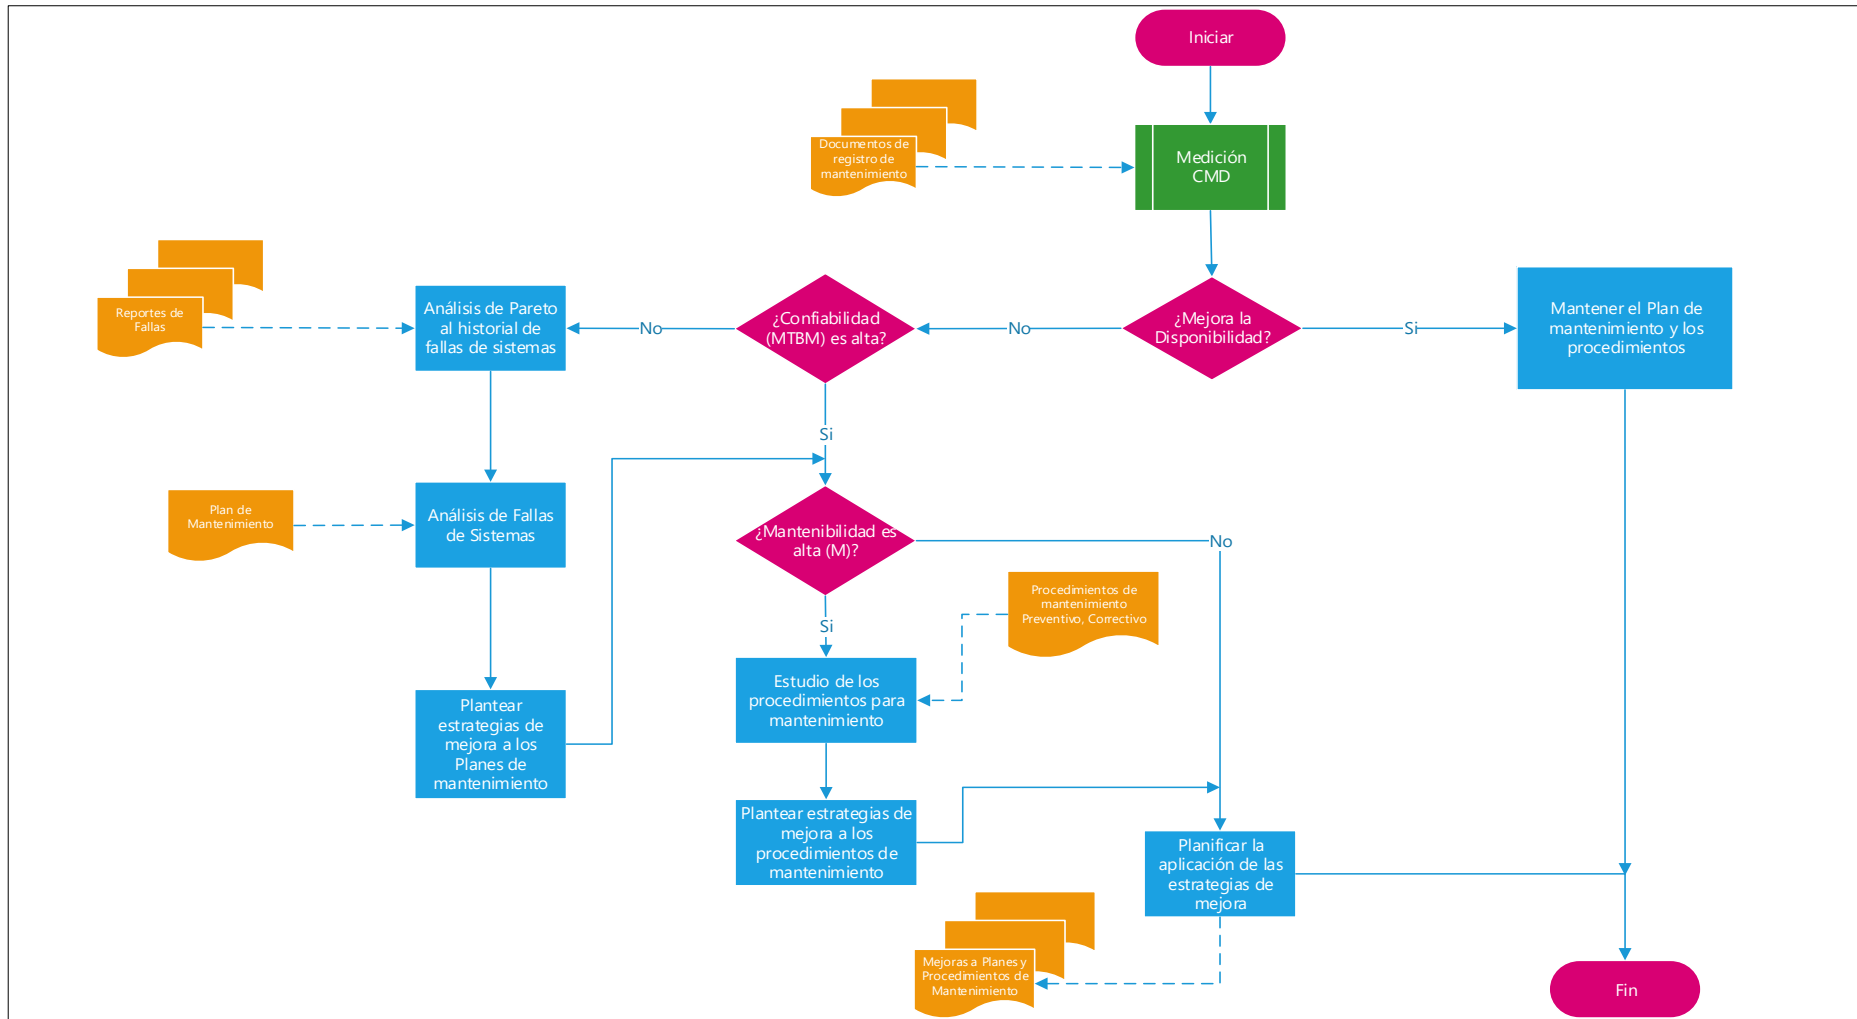 Iniciar
Documentos de
registro de
mantenimiento
Medición
CMD
Reportes de
Fallas
Análisis de Pareto
al historial de
fallas de sistemas
No
¿Confiabilidad
(MTBM) es alta?
No
¿Mejora la
Disponibilidad?
Si
Mantener el Plan de
mantenimiento y los
procedimientos
Si
Plan de
Mantenimiento
Análisis de Fallas
de Sistemas
¿Mantenibilidad es
alta (M)?
No
Procedimientos de
mantenimiento
Preventivo, Correctivo
Si
Estudio de los
procedimientos para
mantenimiento
Plantear
estrategias de
mejora a los
Planes de
mantenimiento
Plantear estrategias de
mejora a los
procedimientos de
mantenimiento
Planificar la
aplicación de las
estrategias de
mejora
Mejoras a Planes y
Procedimientos de
Mantenimiento
Fin